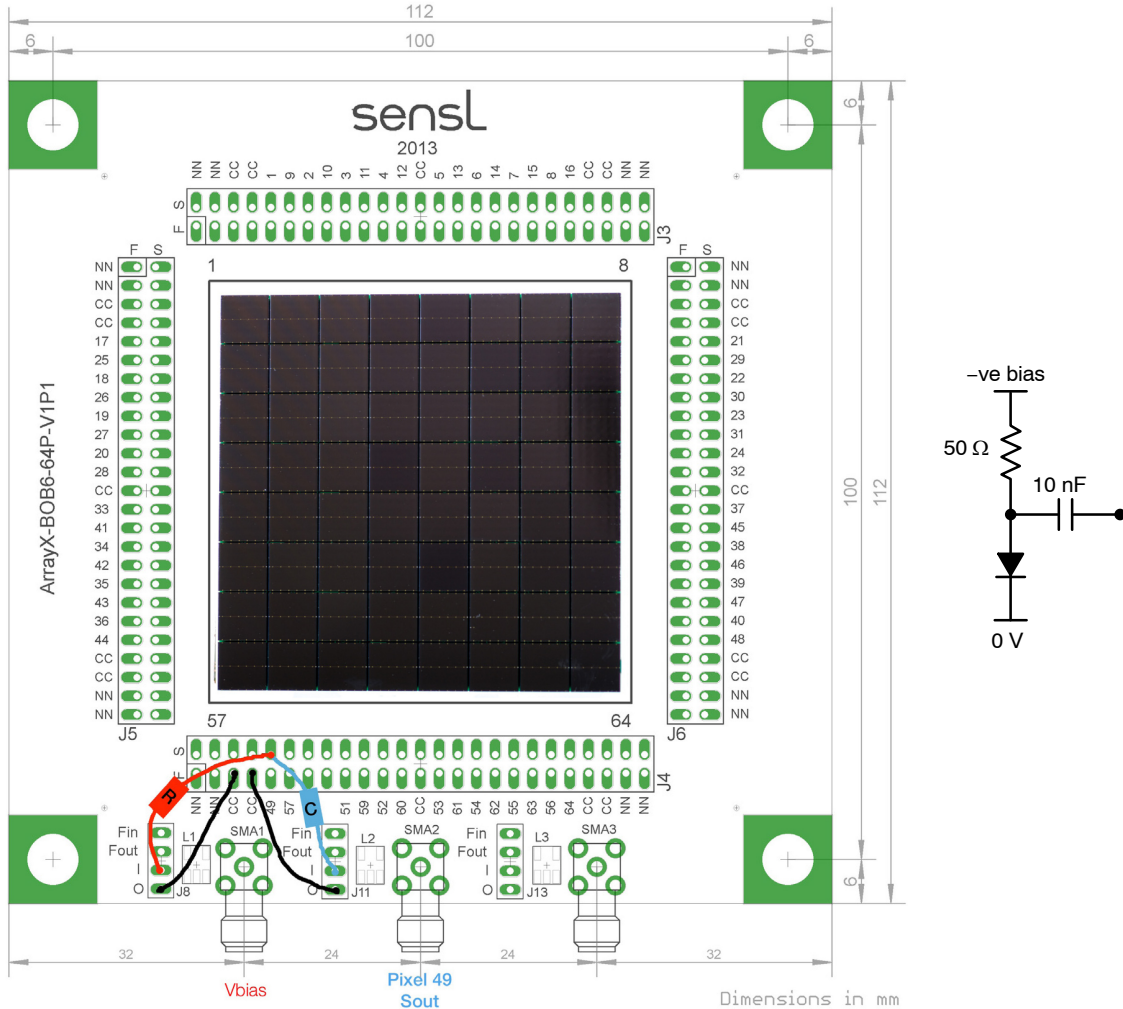 112
6
100
6
sensL
2013
NN NN CC CC 1 9 2 10 3 11 4 12 CC 5 13 6 14 7 15 8 16 CC CC NN NN
S
F
J3
6
F S
F S
1
8
NN
NN
CC
CC
17
25
18
26
19
27
20
28
CC
33
41
34
42
35
43
36
44
CC
CC
NN
NN
J5
NN
NN
CC
CC
21
29
22
30
23
31
24
32
CC
37
45
38
46
39
47
40
48
CC
CC
NN
NN
J6
ArrayX-BOB6-64P-V1P1
100
112
–ve bias
50 Ω
10 nF
0 V
57
64
S
F
J4
NN NN CC CC 49 57 51 59 52 60 CC 53 61 54 62 55 63 56 64 CC CC NN NN
R
C
Fin
Fout
I
O
L1
J8
SMA1
Fin
Fout
I
O
L2
J11
SMA2
Fin
Fout
I
O
L3
J13
SMA3
6
32
24
24
32
Vbias
Pixel 49
Sout
Dimensions in mm